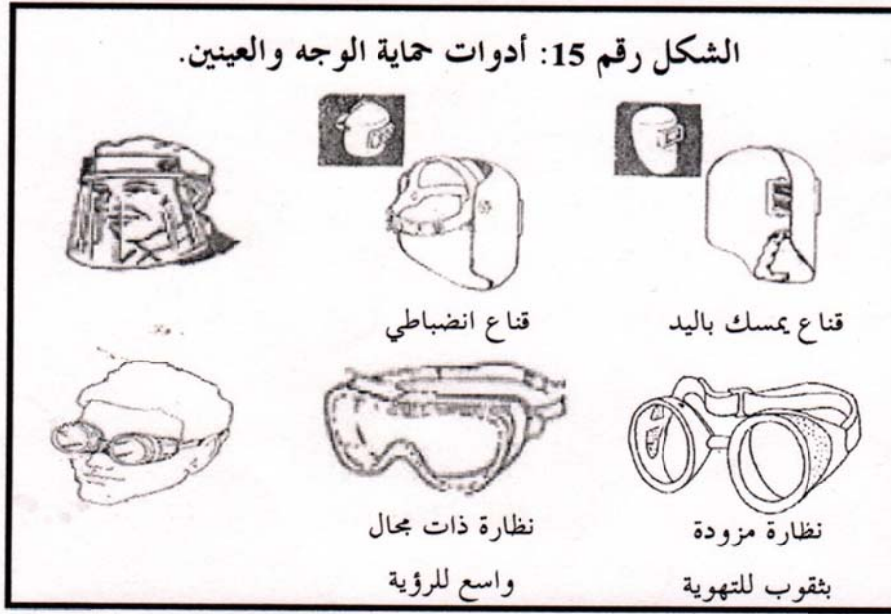 الشكل رقم 15: أدوات حماية الوجه والعينين.
قناع يمسك باليد
قناع انضباطي
نظارة مزودة
بثقوب للتهوية
نظارة ذات مجال
واسع للرؤية